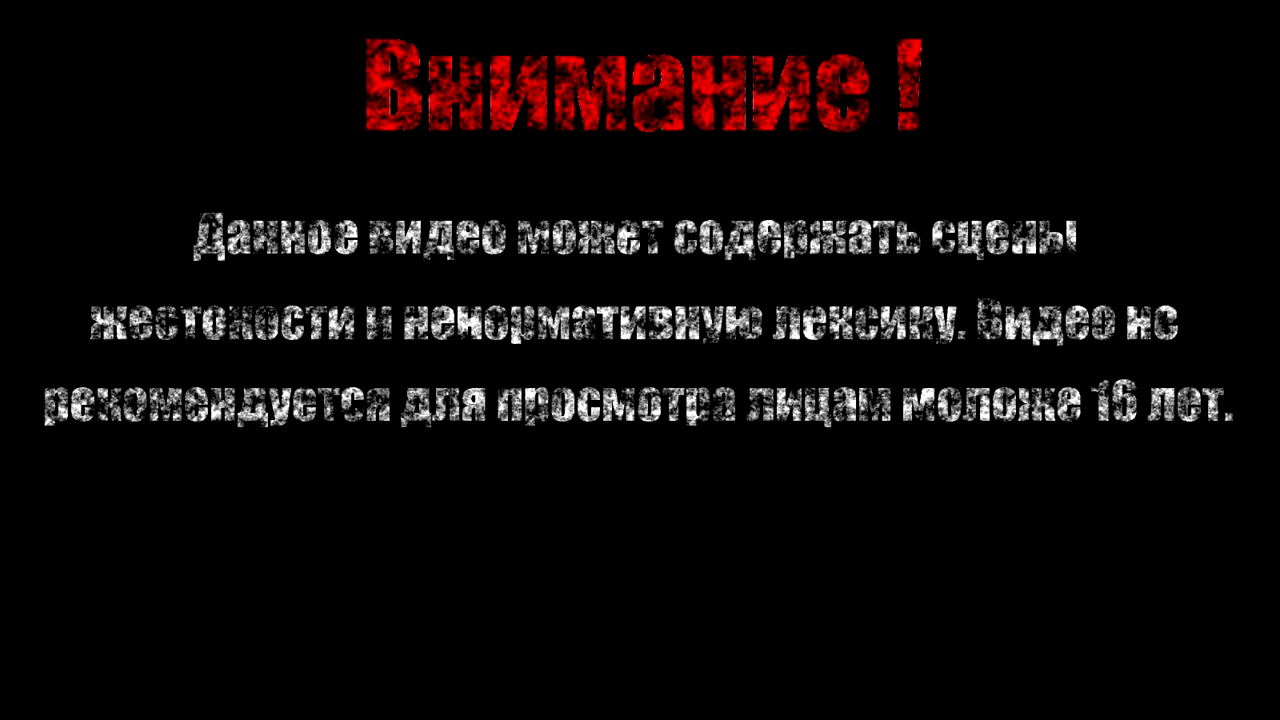 Внимание !
Данное видео может содержать сцены
жестокости и ненормативную лексику. Видео не
рекомендуется для просмотра лицам моложе 16 лет.